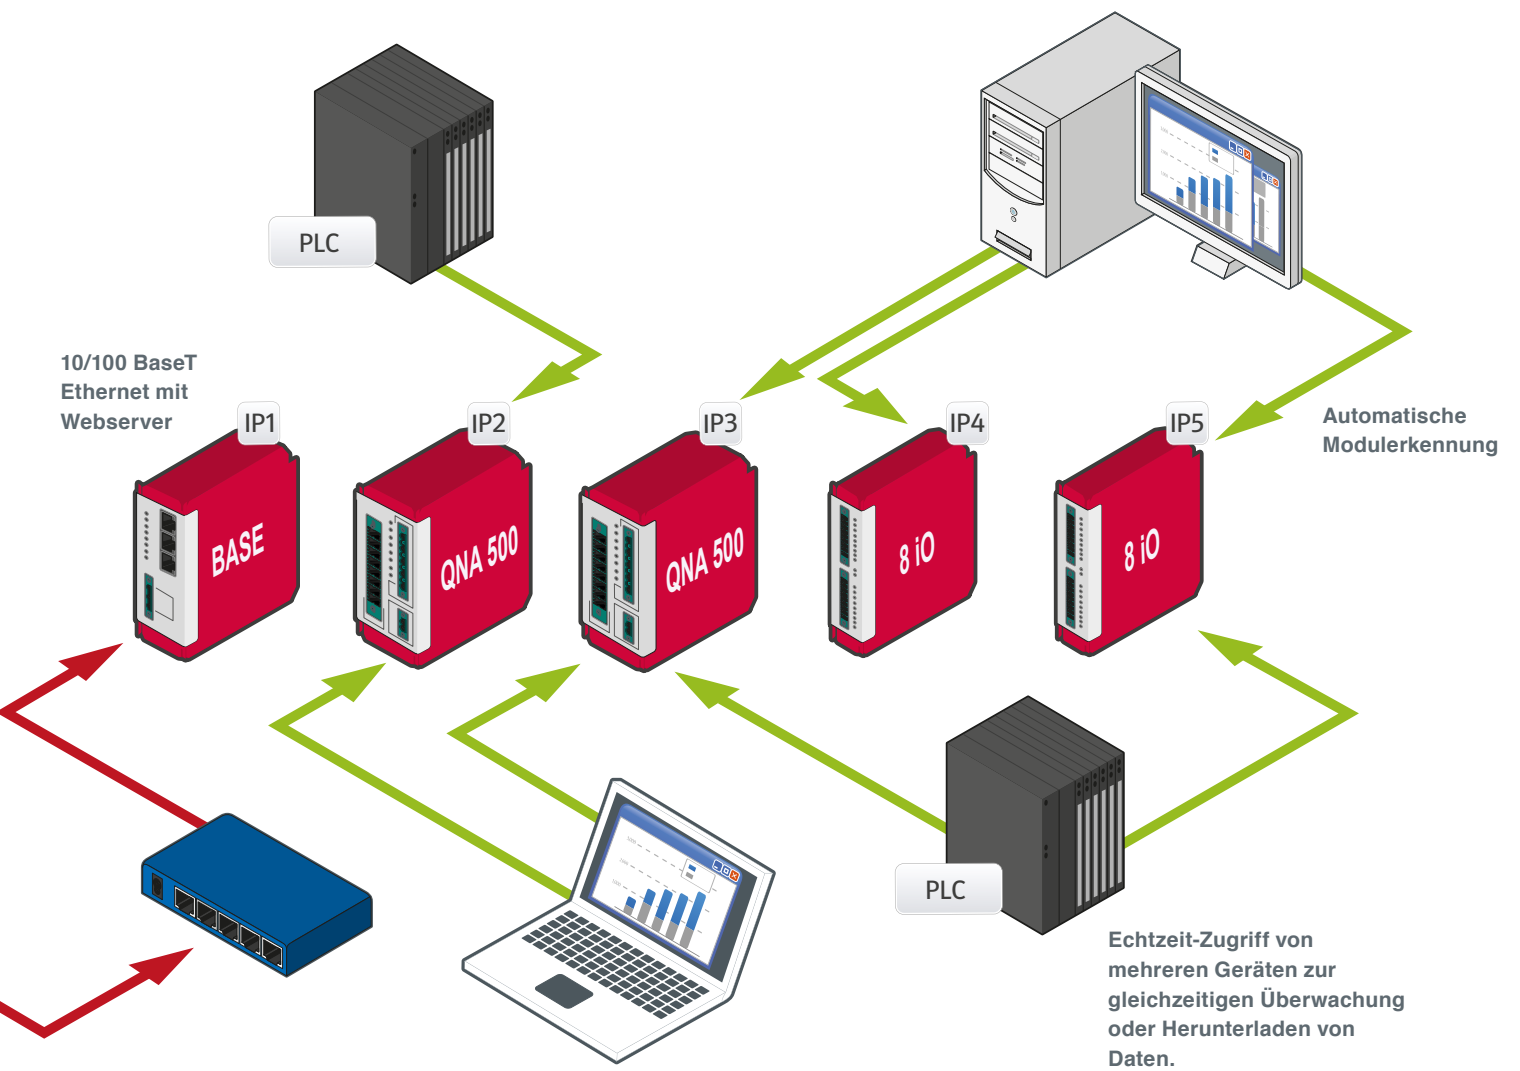 PLC
10/100 BaseT
Ethernet mit
Webserver
IP1
IP2
IP3
IP4
IP5
Automatische
Modulerkennung
BASE
QNA 500
QNA 500
8 iO
8 iO
PLC
Echtzeit-Zugriff von
mehreren Geräten zur
gleichzeitigen Überwachung
oder Herunterladen von
Daten.